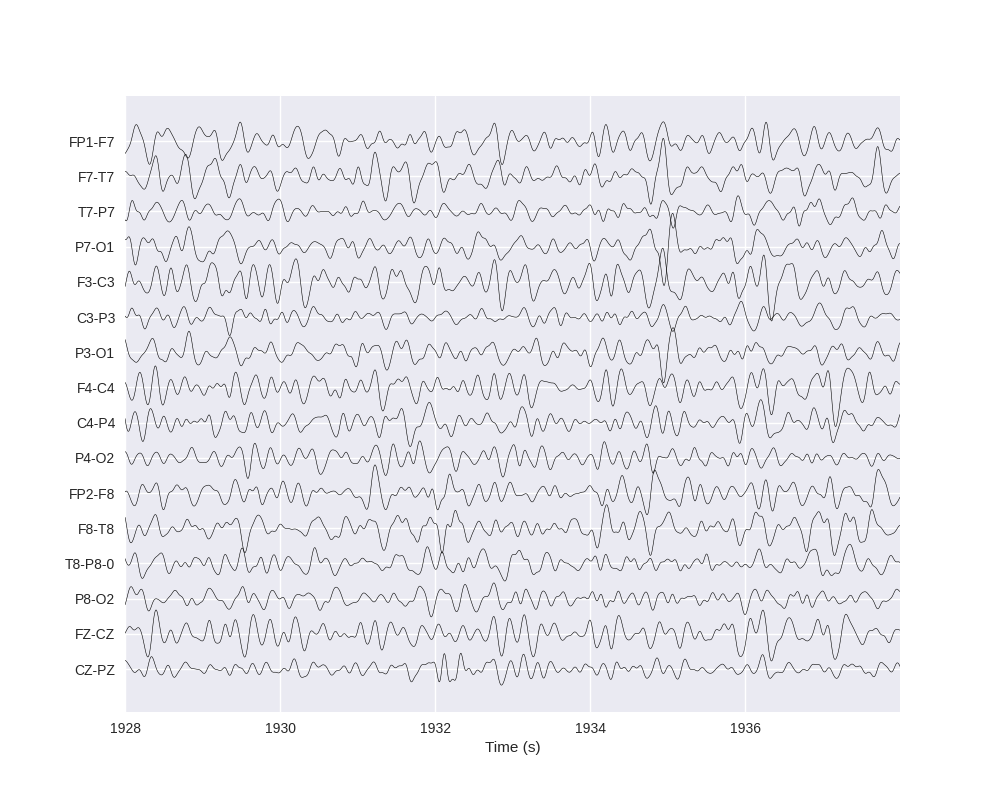 FP1-F7
F7-T7
T7-P7
P7-O1
F3-C3
C3-P3
P3-O1
F4-C4
C4-P4
P4-O2
FP2-F8
F8-T8
T8-P8-0
P8-O2
FZ-CZ
CZ-PZ
1928 1930 1932 1934 1936
Time (s)